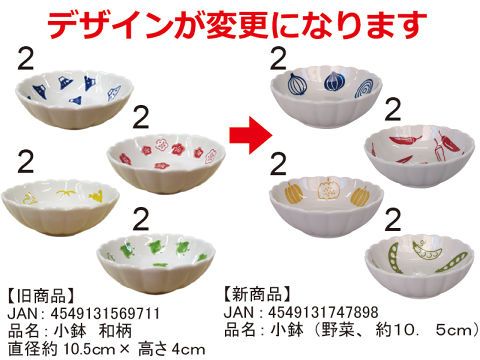 デザインが変更になります
2
2
2
2
2
2
2
2
【旧商品】
JAN：4549131569711
品名：小鉢　和柄
直径約10.5cm×高さ4cm
【新商品】
JAN：4549131747898
品名：小鉢（野菜、約10．5cm）